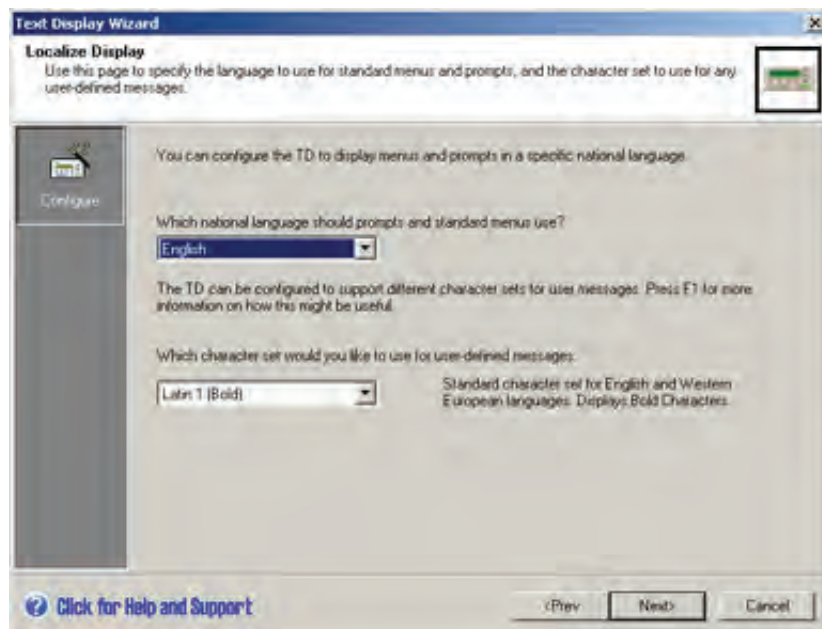 Text Display Wizard
Localize Display
Use this page to specify the language to use for standard menus and prompts, and the character set to use for any
user-defined messages.
Configure
You can configure the TD to display menus and prompts in a specific national language.
Which national language should prompts and standard menus use?
English
The TD can be configured to support different character sets for user messages. Press F1 for more
information on how this might be useful.
Which character set would you like to use for user-defined messages.
Latin 1 (Bold)
Standard character set for English and Western
European languages. Displays Bold Characters.
Click for Help and Support
<Prev
Next>
Cancel